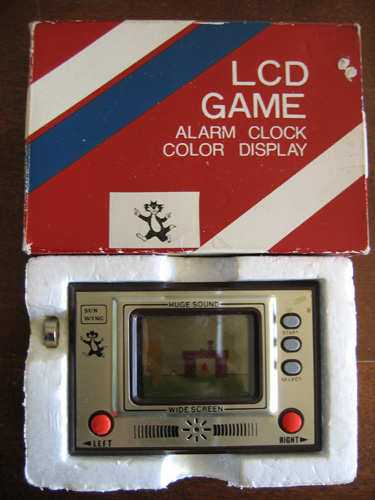 LCD
GAME
ALARM CLOCK
COLOR DISPLAY
SUN
WING
HUGE SOUND
START
SELECT
WIDE SCREEN
◄LEFT
RIGHT►